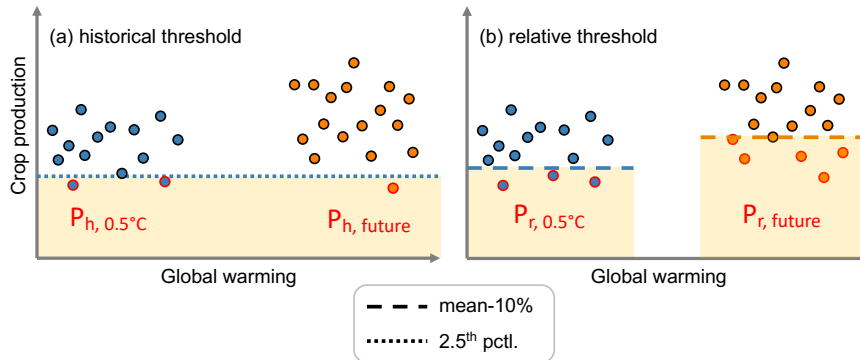 (a) historical threshold
(b) relative threshold
Crop production
P_h, 0.5°C
P_h, future
P_r, 0.5°C
P_r, future
Global warming
Global warming
mean-10%
2.5th pctl.